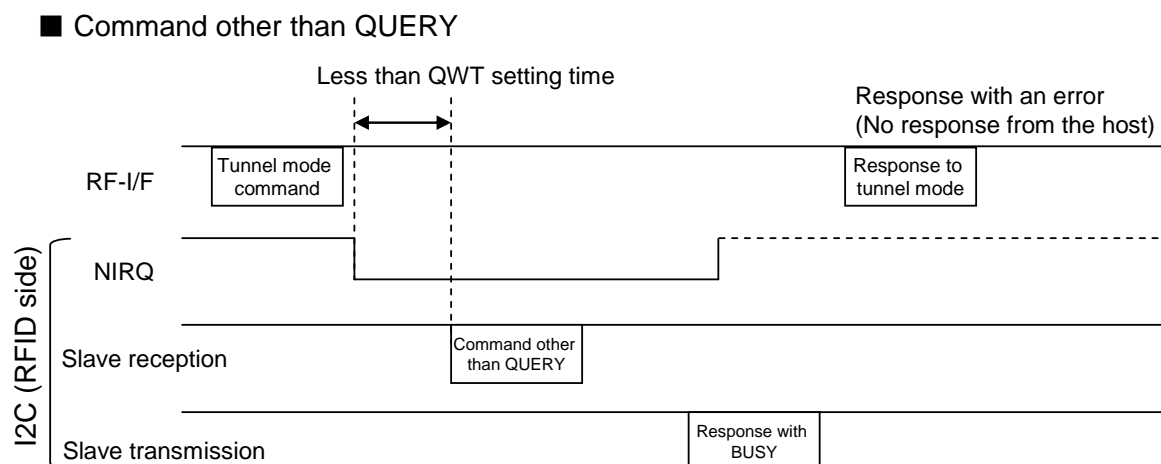 ■ Command other than QUERY
Less than QWT setting time
Response with an error
(No response from the host)
RF-I/F
Tunnel mode
command
Response to
tunnel mode
I2C (RFID side)
NIRQ
Slave reception
Command other
than QUERY
Slave transmission
Response with
BUSY